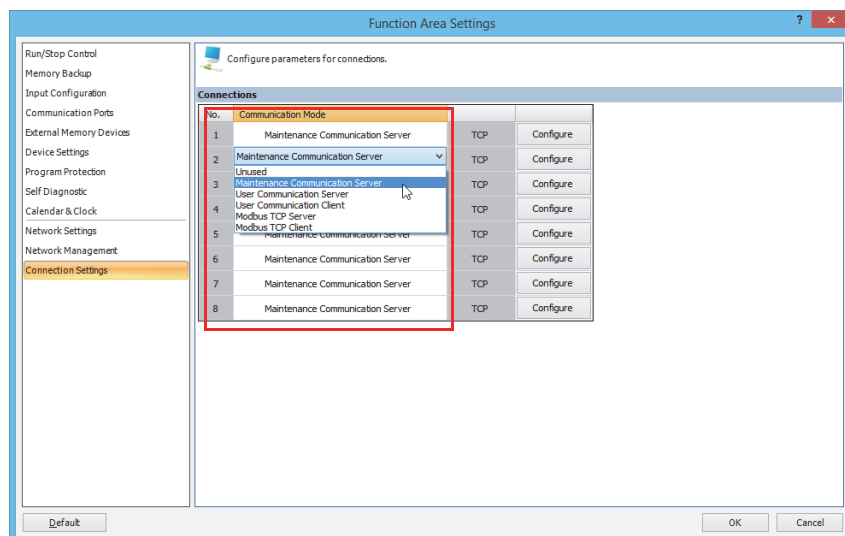 Function Area Settings
? ×
Run/Stop Control
Memory Backup
Input Configuration
Communication Ports
External Memory Devices
Device Settings
Program Protection
Self Diagnostic
Calendar & Clock
Network Settings
Network Management
Connection Settings
Configure parameters for connections.
Connections
No. Communication Mode
1 Maintenance Communication Server TCP Configure
2 Maintenance Communication Server TCP Configure
Unused
3 Maintenance Communication Server TCP Configure
User Communication Server
4 User Communication Client TCP Configure
Modbus TCP Server
Modbus TCP Client
5 Maintenance Communication Server TCP Configure
6 Maintenance Communication Server TCP Configure
7 Maintenance Communication Server TCP Configure
8 Maintenance Communication Server TCP Configure
Default OK Cancel